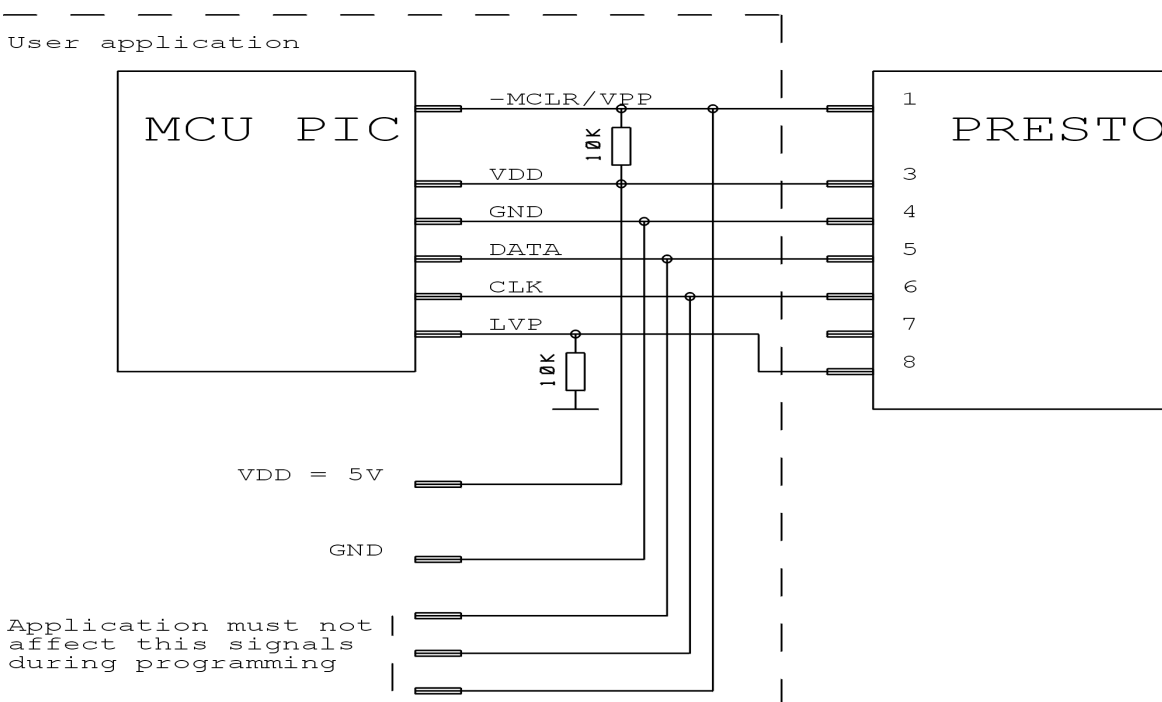 User application
MCU PIC
-MCLR/VPP
10K
VDD
GND
DATA
CLK
LVP
10K
PRESTO
1
3
4
5
6
7
8
VDD = 5V
GND
Application must not
affect this signals
during programming